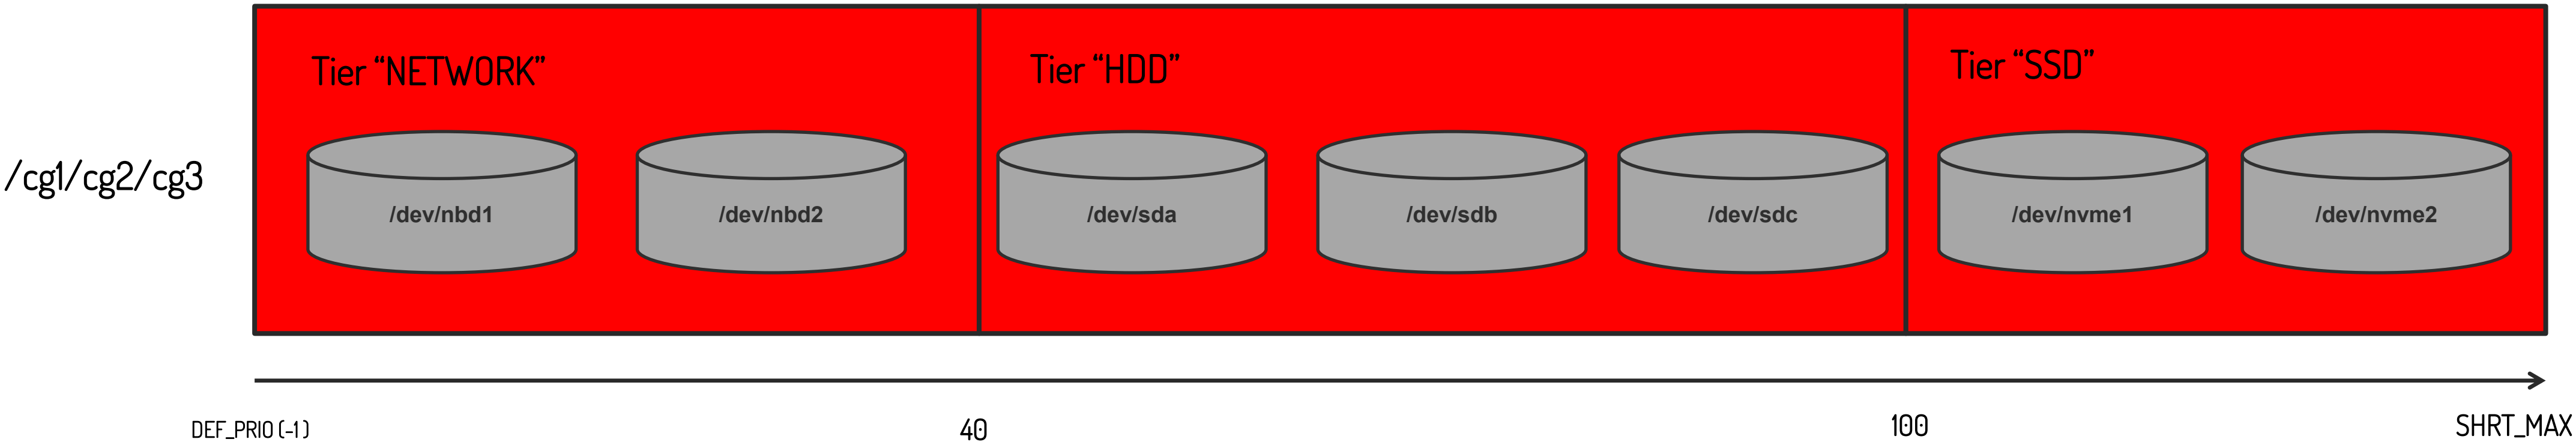 Tier “NETWORK”
Tier “HDD”
Tier “SSD”
/cg1/cg2/cg3
/dev/nbd1
/dev/nbd2
/dev/sda
/dev/sdb
/dev/sdc
/dev/nvme1
/dev/nvme2
DEF_PRIO (-1 )
40
100
SHRT_MAX